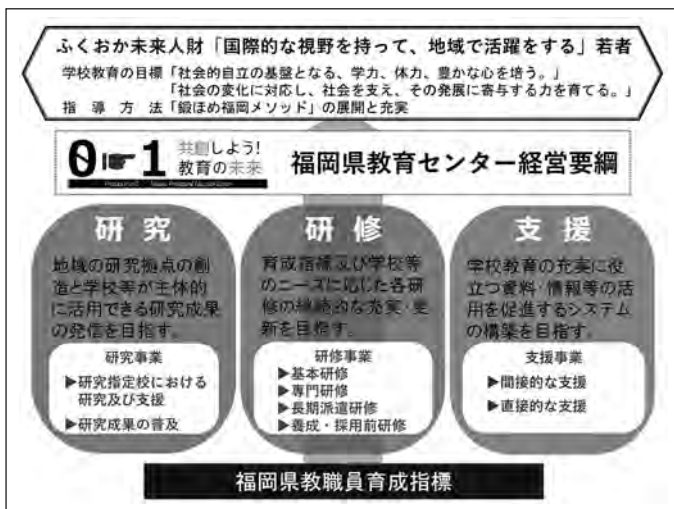 ふくおか未来人財「国際的な視野を持って、地域で活躍をする」若者
学校教育の目標「社会的自立の基盤となる、学力、体力、豊かな心を培う。」
「社会の変化に対応し、社会を支え、その発展に寄与する力を育てる。」
指導方法「鍛ほめ福岡メソッド」の展開と充実
0☛1 共創しよう!
教育の未来
福岡県教育センター経営要綱
研究
地域の研究拠点の創
造と学校等が主体的
に活用できる研究成果
の発信を目指す。
研究事業
▶研究指定校における
研究及び支援
▶研究成果の普及
研修
育成指標及び学校等
のニーズに応じた各研
修の継続的な充実・更
新を目指す。
研修事業
▶基本研修
▶専門研修
▶長期派遣研修
▶養成・採用前研修
支援
学校教育の充実に役
立つ資料・情報等の活
用を促進するシステム
の構築を目指す。
支援事業
▶間接的な支援
▶直接的な支援
福岡県教職員育成指標